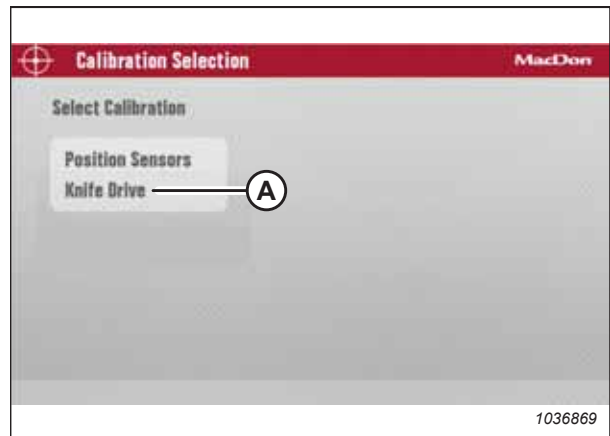 Calibration Selection MacDon
Select Calibration
Position Sensors
Knife Drive A
1036869